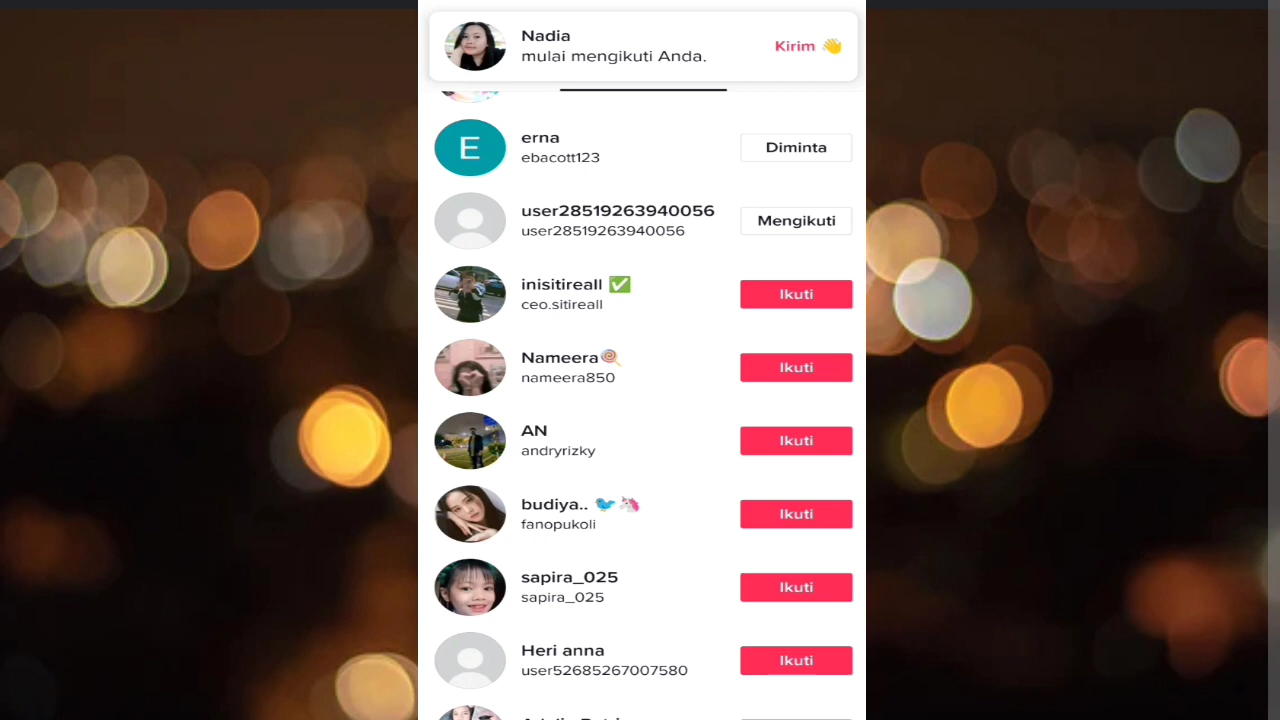 Nadia
mulai mengikuti Anda.
Kirim 👋
erna
ebacott123
Diminta
E
user28519263940056
user28519263940056
Mengikuti
inisitireall ✅
ceo.sitireall
Ikuti
Nameera🍭
nameera850
Ikuti
AN
andryrizky
Ikuti
budiya.. 🐦🦄
fanopukoli
Ikuti
sapira_025
sapira_025
Ikuti
Heri anna
user52685267007580
Ikuti